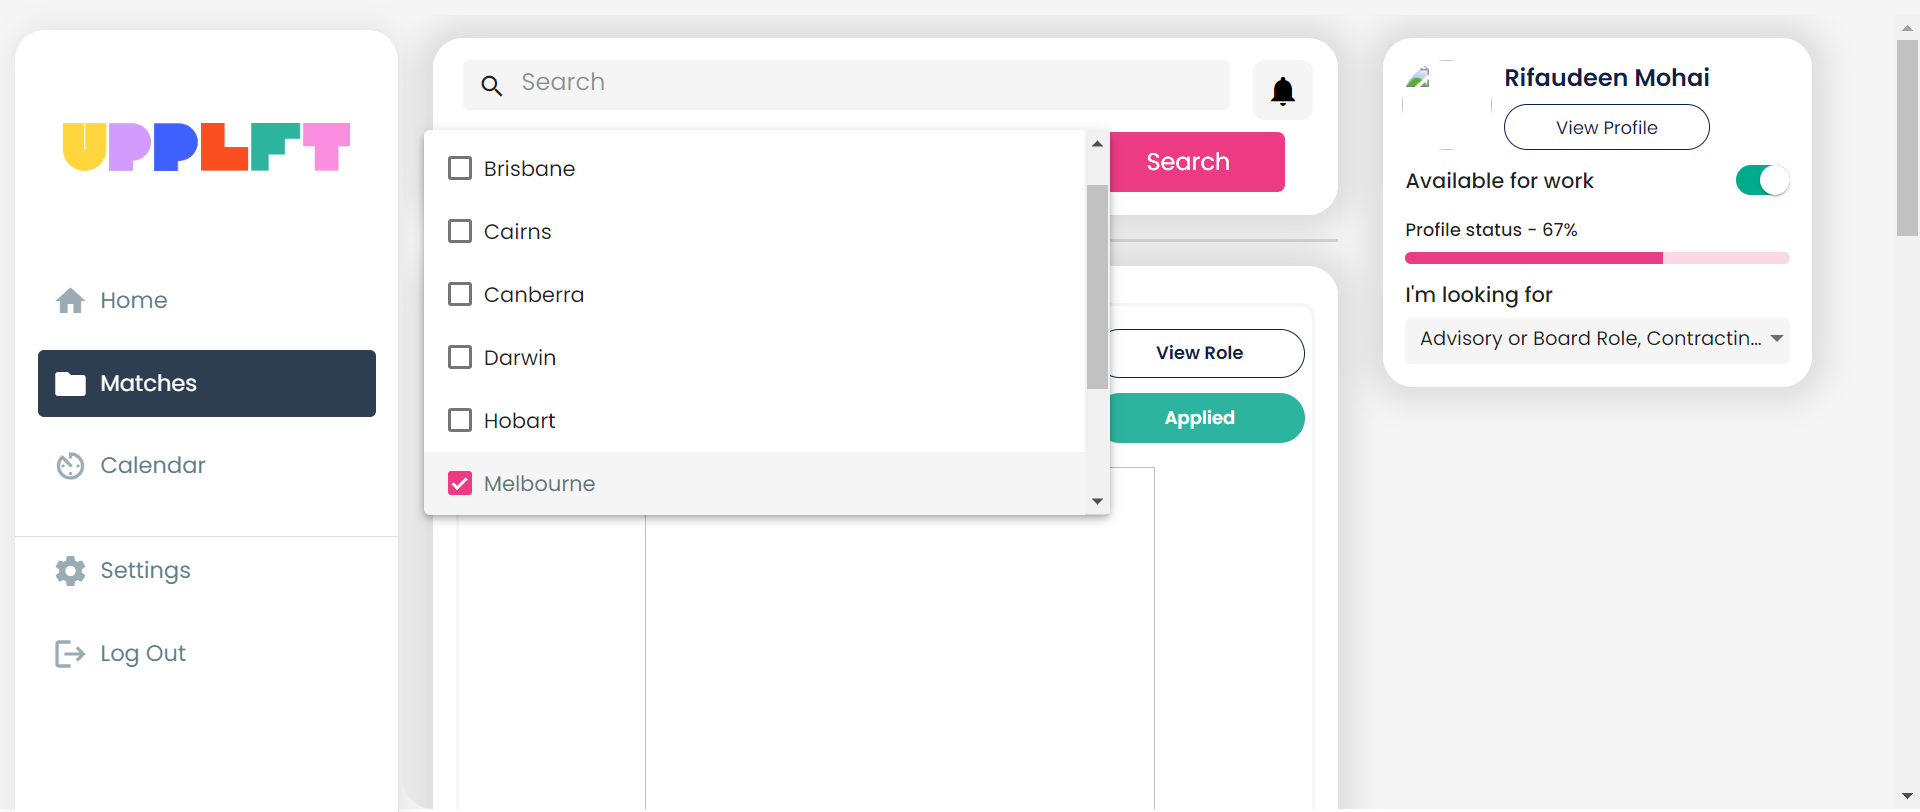 UPPLFT
Home
Matches
Calendar
Settings
Log Out
Search
Search
Brisbane
Cairns
Canberra
Darwin
Hobart
Melbourne
View Role
Applied
Rifaudeen Mohai
View Profile
Available for work
Profile status - 67%
I'm looking for
Advisory or Board Role, Contractin...